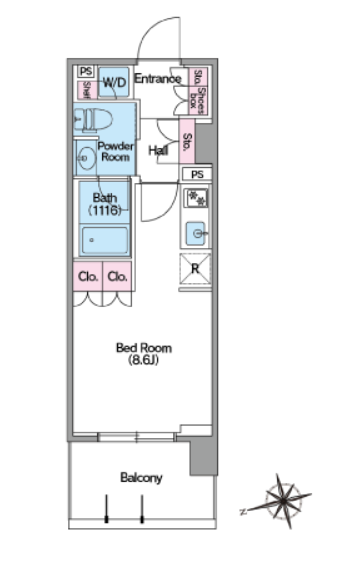 PS
Shelf
W/D
Entrance
Sto.
Shoes
box
Powder
Room
Hall
Sto.
PS
Bath
(1116)
Clo.
Clo.
R
Bed Room
(8.6J)
Balcony
N